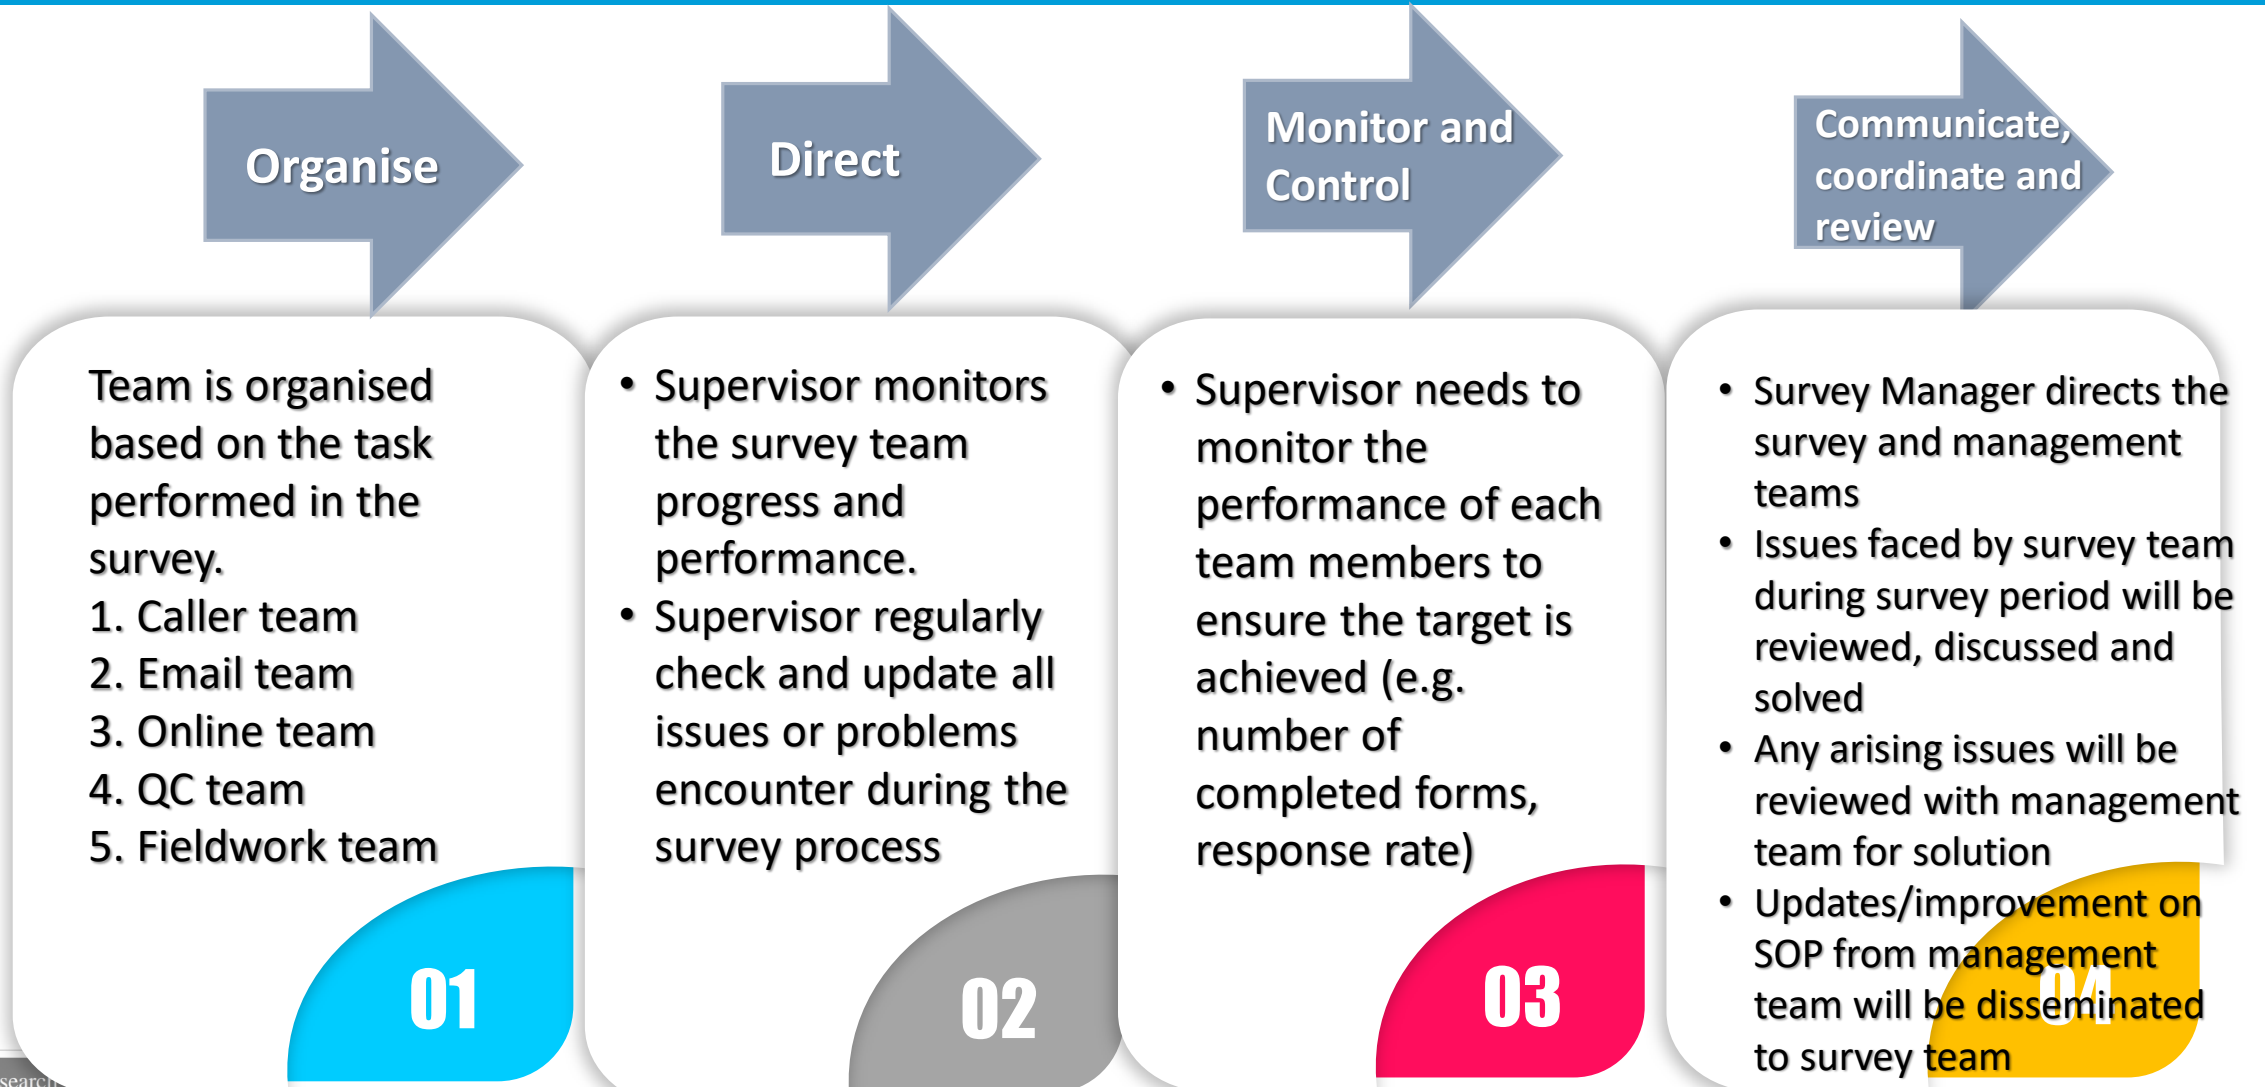 Organise
Direct
Monitor and
Control
Communicate,
coordinate and
review
Team is organised
based on the task
performed in the
survey.
1. Caller team
2. Email team
3. Online team
4. QC team
5. Fieldwork team
01
• Supervisor monitors
the survey team
progress and
performance.
• Supervisor regularly
check and update all
issues or problems
encounter during the
survey process
02
• Supervisor needs to
monitor the
performance of each
team members to
ensure the target is
achieved (e.g.
number of
completed forms,
response rate)
03
• Survey Manager directs the
survey and management
teams
• Issues faced by survey team
during survey period will be
reviewed, discussed and
solved
• Any arising issues will be
reviewed with management
team for solution
• Updates/improvement on
SOP from management
team will be disseminated
to survey team
04